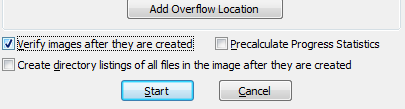 Add Overflow Location
Verify images after they are created Precalculate Progress Statistics
Create directory listings of all files in the image after they are created
Start Cancel